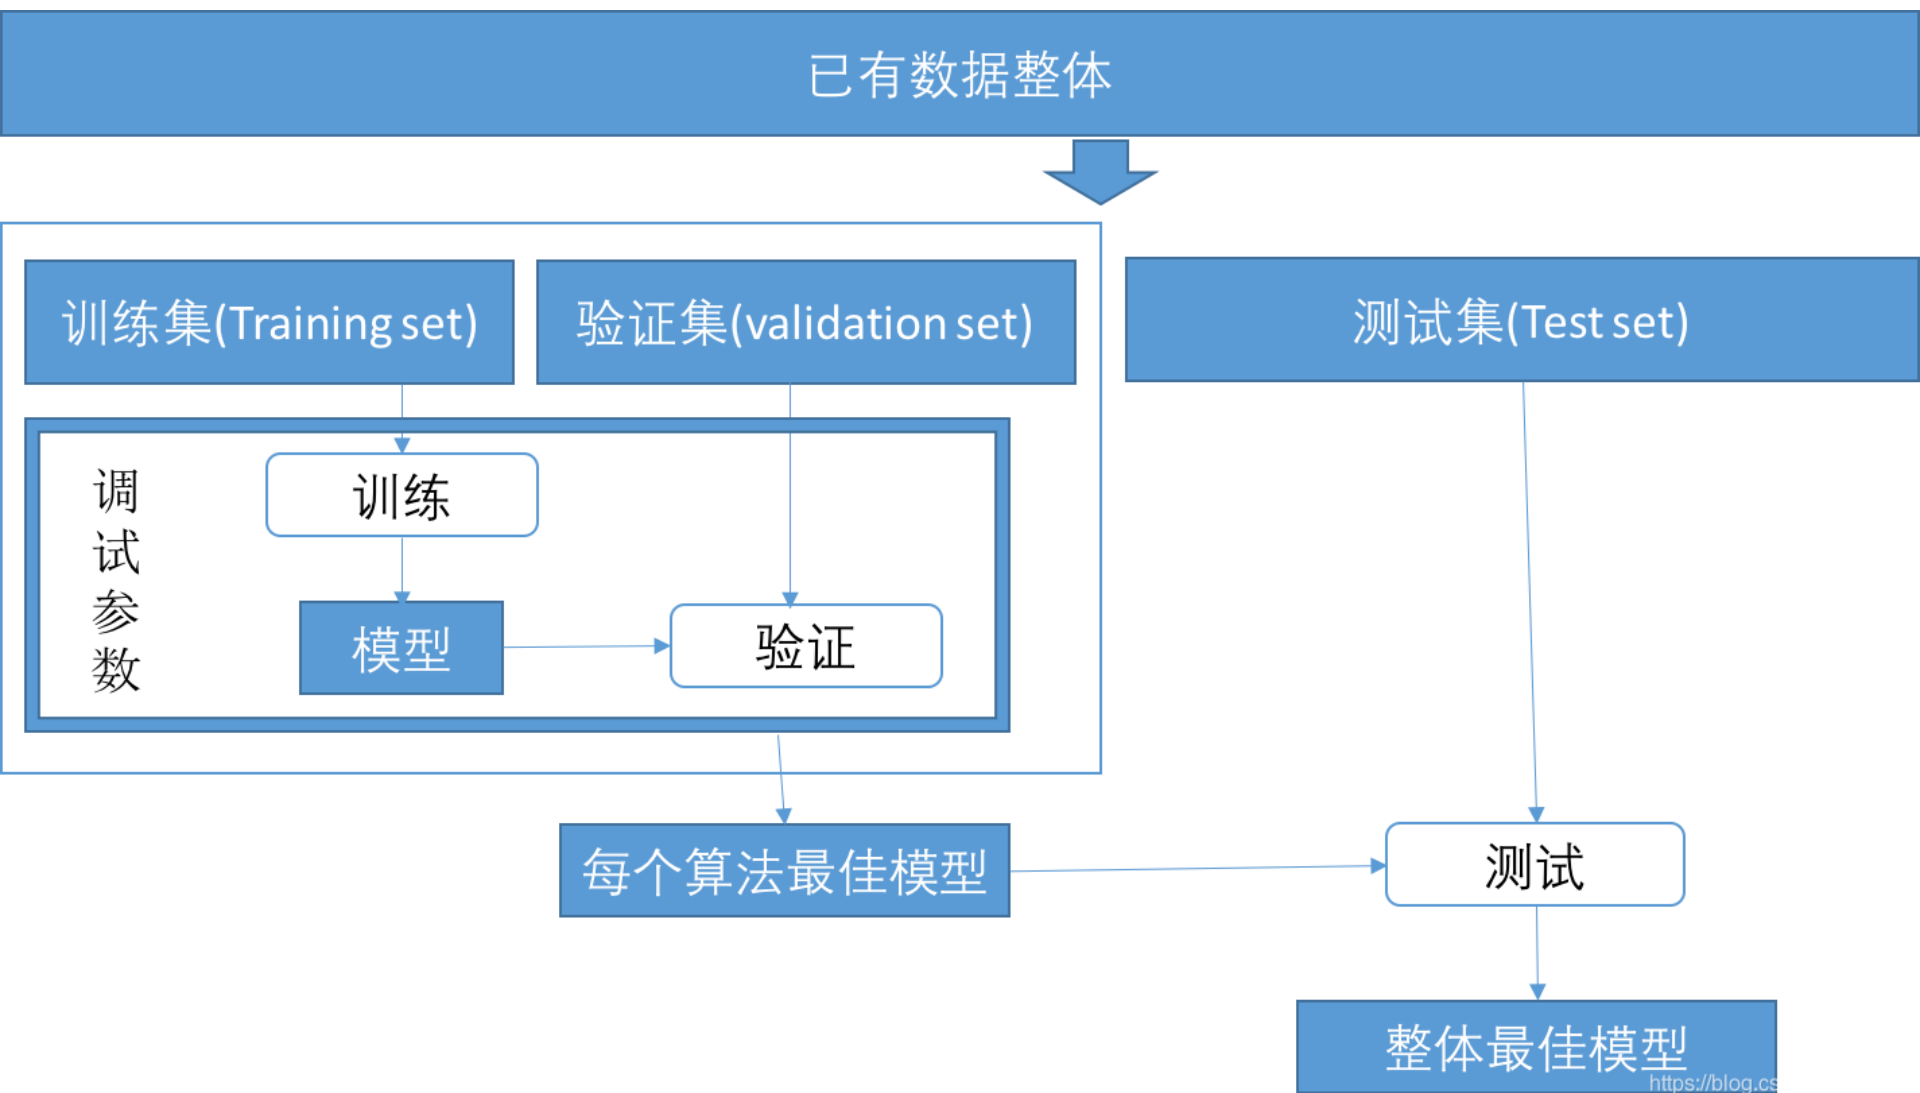 已有数据整体
训练集(Training set)
验证集(validation set)
测试集(Test set)
调
试
参
数
训练
模型
验证
每个算法最佳模型
测试
整体最佳模型
https://blog.cs